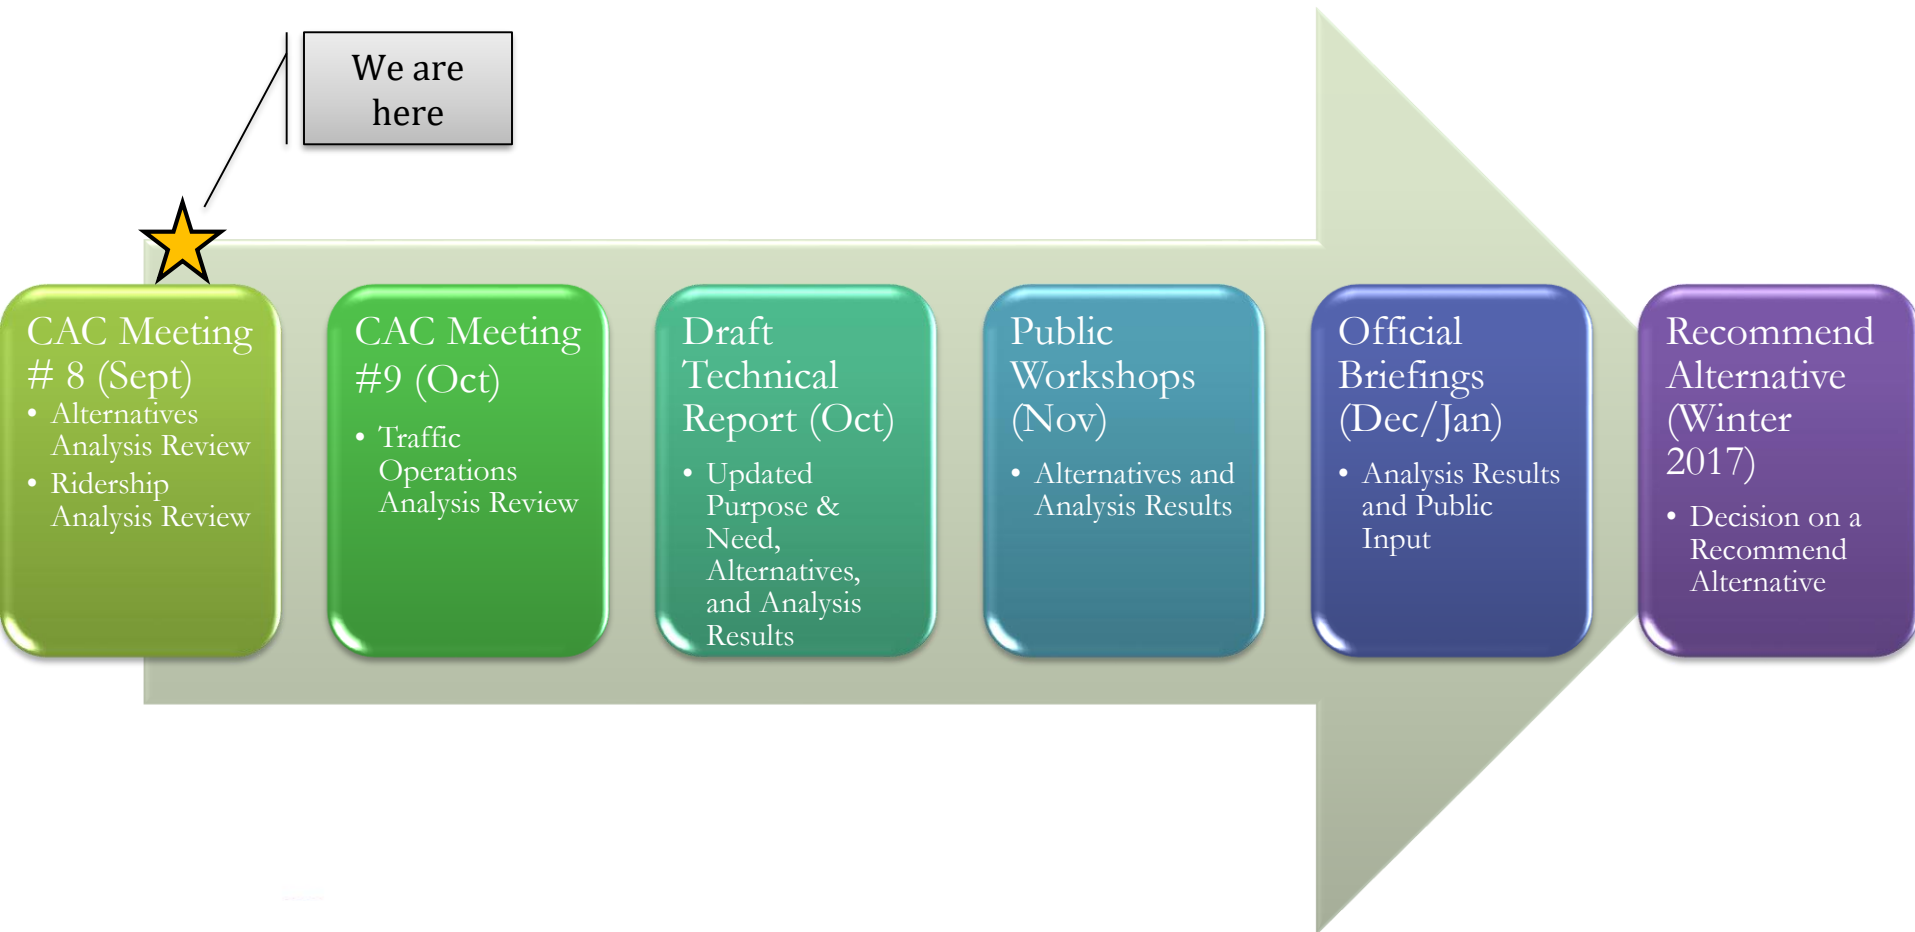 We are
here
CAC Meeting
# 8 (Sept)
• Alternatives
Analysis Review
• Ridership
Analysis Review
CAC Meeting
#9 (Oct)
• Traffic
Operations
Analysis Review
Draft
Technical
Report (Oct)
• Updated
Purpose &
Need,
Alternatives,
and Analysis
Results
Public
Workshops
(Nov)
• Alternatives and
Analysis Results
Official
Briefings
(Dec/Jan)
• Analysis Results
and Public
Input
Recommend
Alternative
(Winter
2017)
• Decision on a
Recommend
Alternative